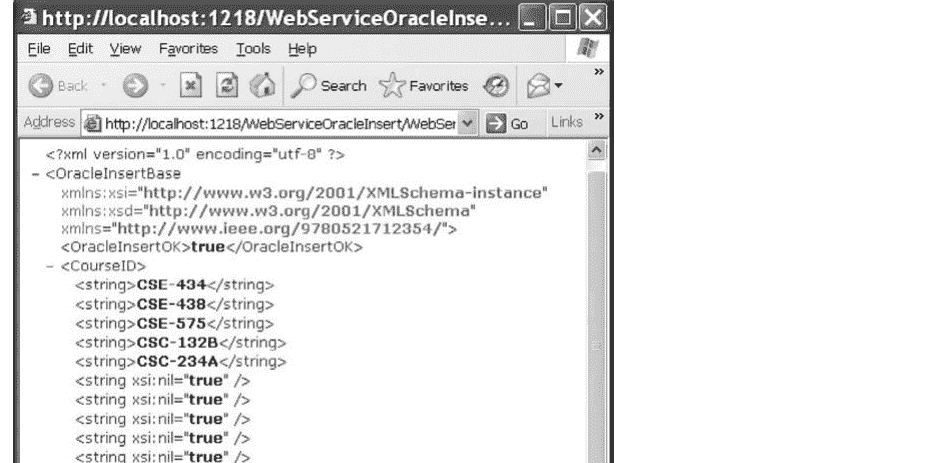 http://localhost:1218/WebServiceOracleInse...
File Edit View Favorites Tools Help
Back Search Favorites »
Address http://localhost:1218/WebServiceOracleInsert/WebSer Go Links »
<?xml version="1.0" encoding="utf-8" ?>
- <OracleInsertBase
xmlns:xsi="http://www.w3.org/2001/XMLSchema-instance"
xmlns:xsd="http://www.w3.org/2001/XMLSchema"
xmlns="http://www.ieee.org/9780521712354/">
<OracleInsertOK>true</OracleInsertOK>
- <CourseID>
<string>CSE-434</string>
<string>CSE-438</string>
<string>CSE-575</string>
<string>CSC-132B</string>
<string>CSC-234A</string>
<string xsi:nil="true" />
<string xsi:nil="true" />
<string xsi:nil="true" />
<string xsi:nil="true" />
<string xsi:nil="true" />